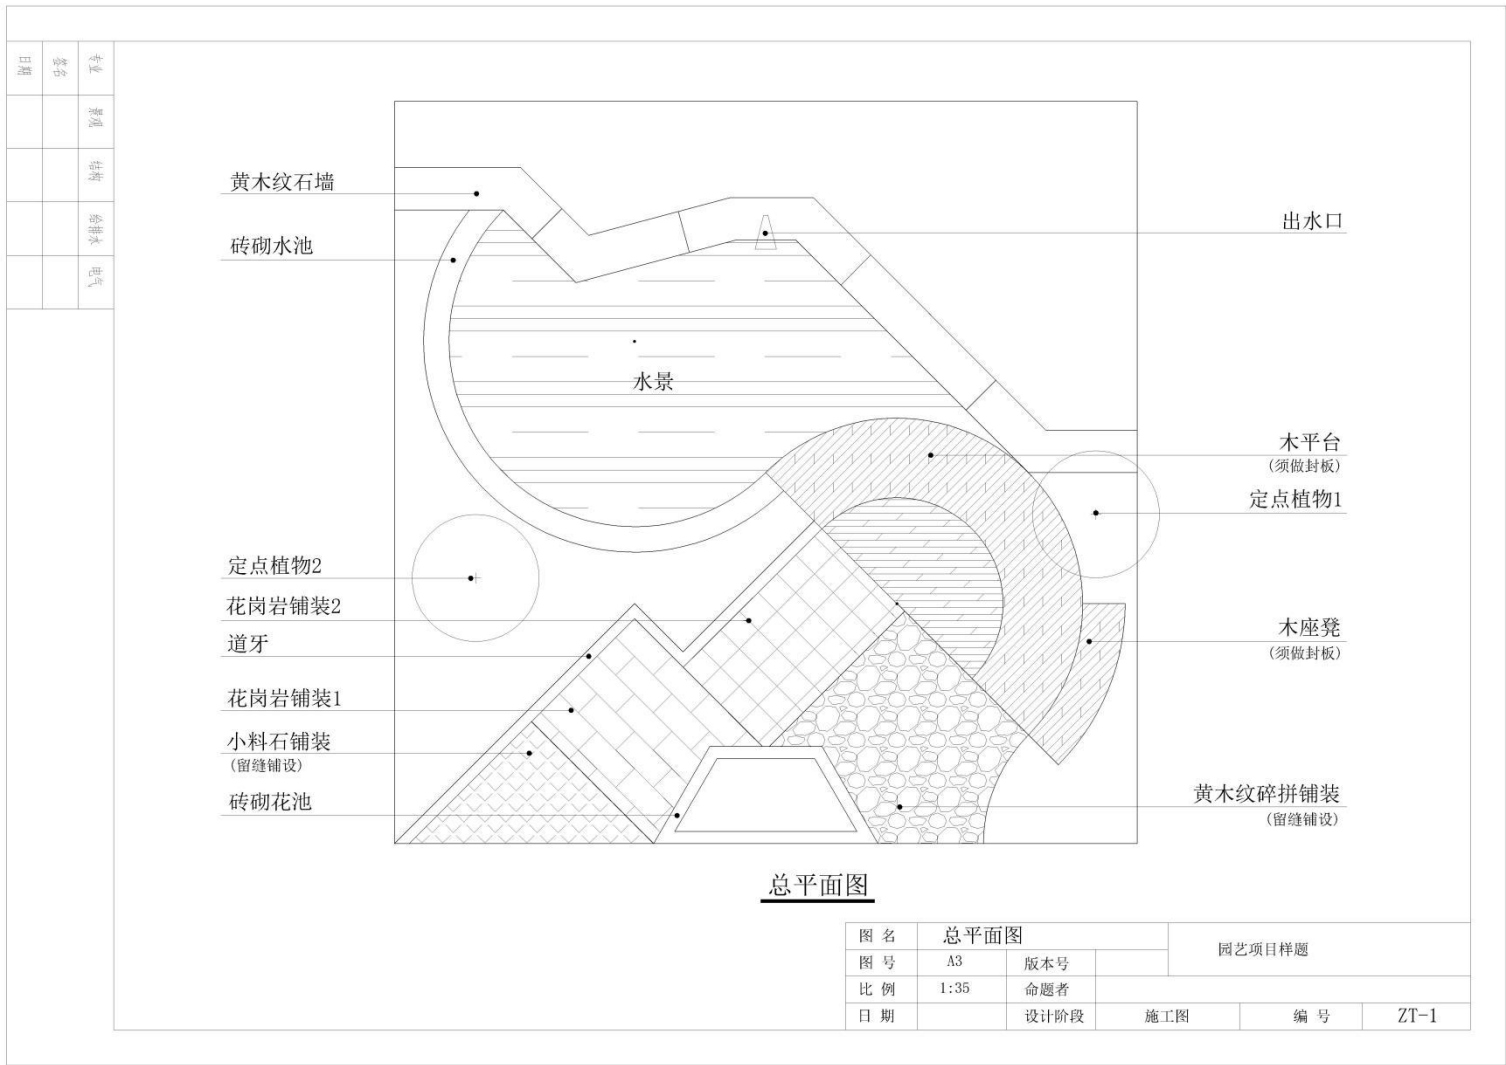 专业
签名
日期
景观
结构
给排水
电气
黄木纹石墙
砖砌水池
出水口
水景
木平台
(须做封板)
定点植物1
定点植物2
花岗岩铺装2
道牙
木座凳
(须做封板)
花岗岩铺装1
小料石铺装
(留缝铺设)
砖砌花池
黄木纹碎拼铺装
(留缝铺设)
总平面图
图 名 总平面图 园艺项目样题
图 号 A3 版本号
比 例 1:35 命题者
日 期 设计阶段 施工图 编 号 ZT-1